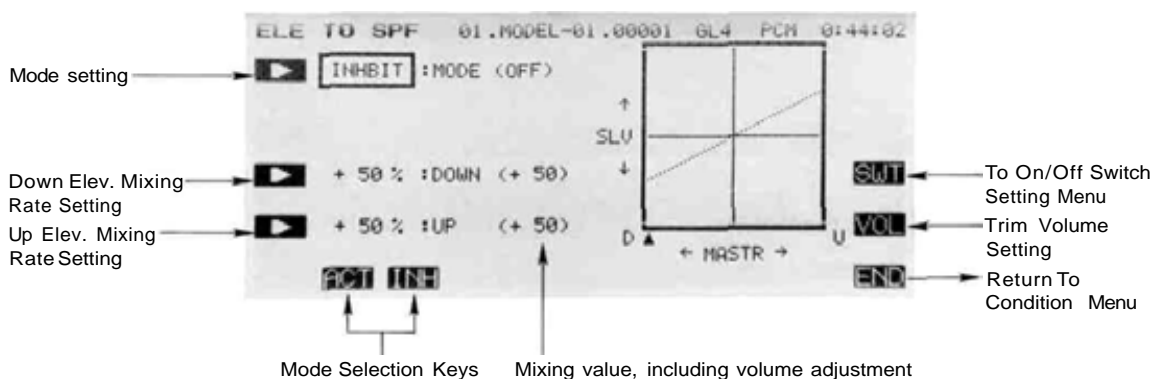 ELE TO SPF 01.MODEL-01.00001 GL4 PCM 0:44:02
Mode setting
INHBIT :MODE (OFF)
↑
SLV
↓
Down Elev. Mixing
Rate Setting
+ 50 % :DOWN (+ 50)
SWT
To On/Off Switch
Setting Menu
Up Elev. Mixing
Rate Setting
+ 50 % :UP (+ 50)
D
← MASTR →
U
VOL
Trim Volume
Setting
ACT INH
END
Return To
Condition Menu
Mode Selection Keys
Mixing value, including volume adjustment